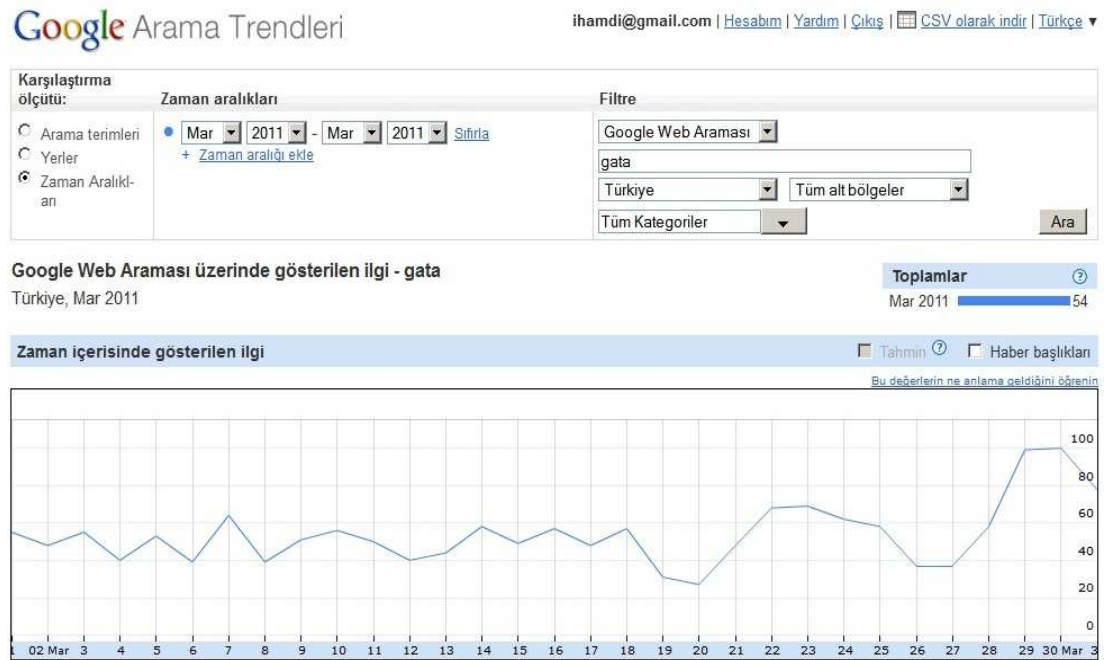 Google Arama Trendleri
ihamdi@gmail.com | Hesabım | Yardım | Çıkış | CSV olarak indir | Türkçe ▼
Karşılaştırma
ölçütü:
Zaman aralıkları
Filtre
Arama terimleri
Yerler
Zaman Aralıkl-
arı
Mar 2011 - Mar 2011 Sıfırla
+ Zaman aralığı ekle
Google Web Araması
gata
Türkiye Tüm alt bölgeler
Tüm Kategoriler Ara
Google Web Araması üzerinde gösterilen ilgi - gata
Türkiye, Mar 2011
Toplamlar ?
Mar 2011 54
Zaman içerisinde gösterilen ilgi
Tahmin ? Haber başlıkları
Bu değerlerin ne anlama geldiğini öğrenin
100
80
60
40
20
0
1 02 Mar 3 4 5 6 7 8 9 10 11 12 13 14 15 16 17 18 19 20 21 22 23 24 25 26 27 28 29 30 Mar 3